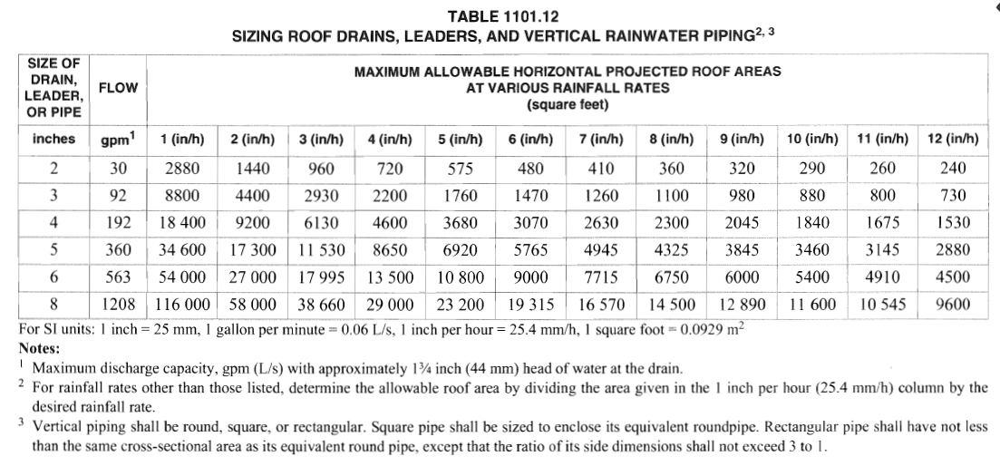 TABLE 1101.12
SIZING ROOF DRAINS, LEADERS, AND VERTICAL RAINWATER PIPING2, 3
SIZE OF DRAIN, LEADER, OR PIPE FLOW MAXIMUM ALLOWABLE HORIZONTAL PROJECTED ROOF AREAS
AT VARIOUS RAINFALL RATES
(square feet)
inches gpm1 1 (in/h) 2 (in/h) 3 (in/h) 4 (in/h) 5 (in/h) 6 (in/h) 7 (in/h) 8 (in/h) 9 (in/h) 10 (in/h) 11 (in/h) 12 (in/h)
2 30 2880 1440 960 720 575 480 410 360 320 290 260 240
3 92 8800 4400 2930 2200 1760 1470 1260 1100 980 880 800 730
4 192 18 400 9200 6130 4600 3680 3070 2630 2300 2045 1840 1675 1530
5 360 34 600 17 300 11 530 8650 6920 5765 4945 4325 3845 3460 3145 2880
6 563 54 000 27 000 17 995 13 500 10 800 9000 7715 6750 6000 5400 4910 4500
8 1208 116 000 58 000 38 660 29 000 23 200 19 315 16 570 14 500 12 890 11 600 10 545 9600
For SI units: 1 inch = 25 mm, 1 gallon per minute = 0.06 L/s, 1 inch per hour = 25.4 mm/h, 1 square foot = 0.0929 m2
Notes:
1 Maximum discharge capacity, gpm (L/s) with approximately 1¾ inch (44 mm) head of water at the drain.
2 For rainfall rates other than those listed, determine the allowable roof area by dividing the area given in the 1 inch per hour (25.4 mm/h) column by the
desired rainfall rate.
3 Vertical piping shall be round, square, or rectangular. Square pipe shall be sized to enclose its equivalent roundpipe. Rectangular pipe shall have not less
than the same cross-sectional area as its equivalent round pipe, except that the ratio of its side dimensions shall not exceed 3 to 1.